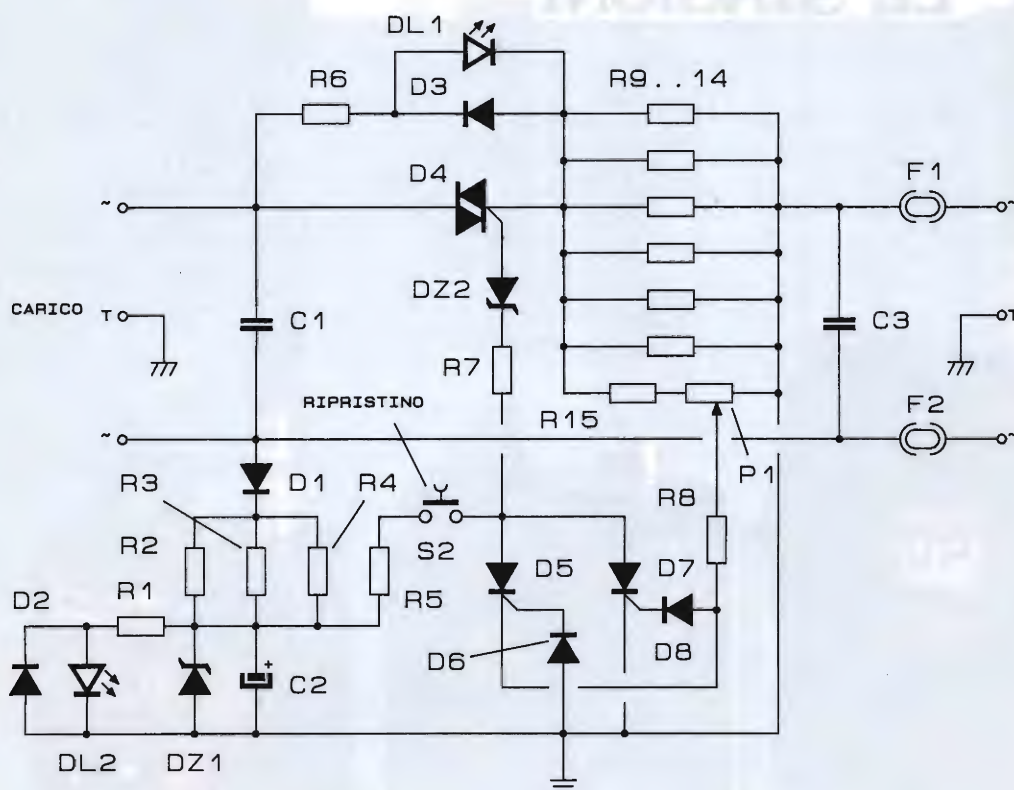 DL1
R6
D3
R9..14
D4
F1
~
~
DZ2
CARICO
T
C1
C3
T
R7
RIPRISTINO
R15
~
F2
~
P1
D1
R3
R4
R8
R2
S2
D5
D7
D2
R1
R5
D6
D8
C2
+
DL2
DZ1